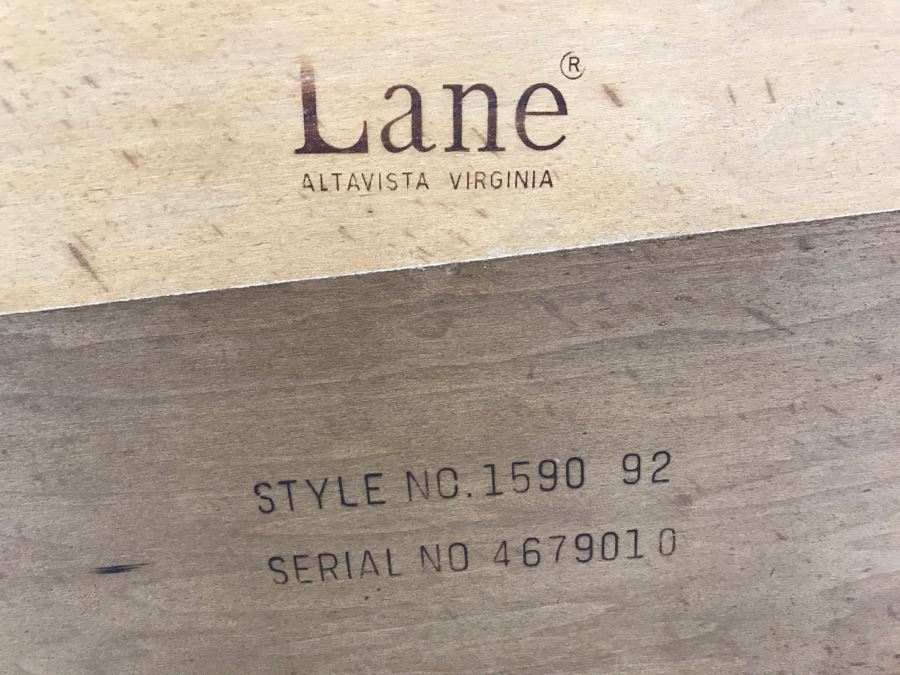 Lane®
ALTAVISTA VIRGINIA
STYLE NO. 1590 92
SERIAL NO 4679010